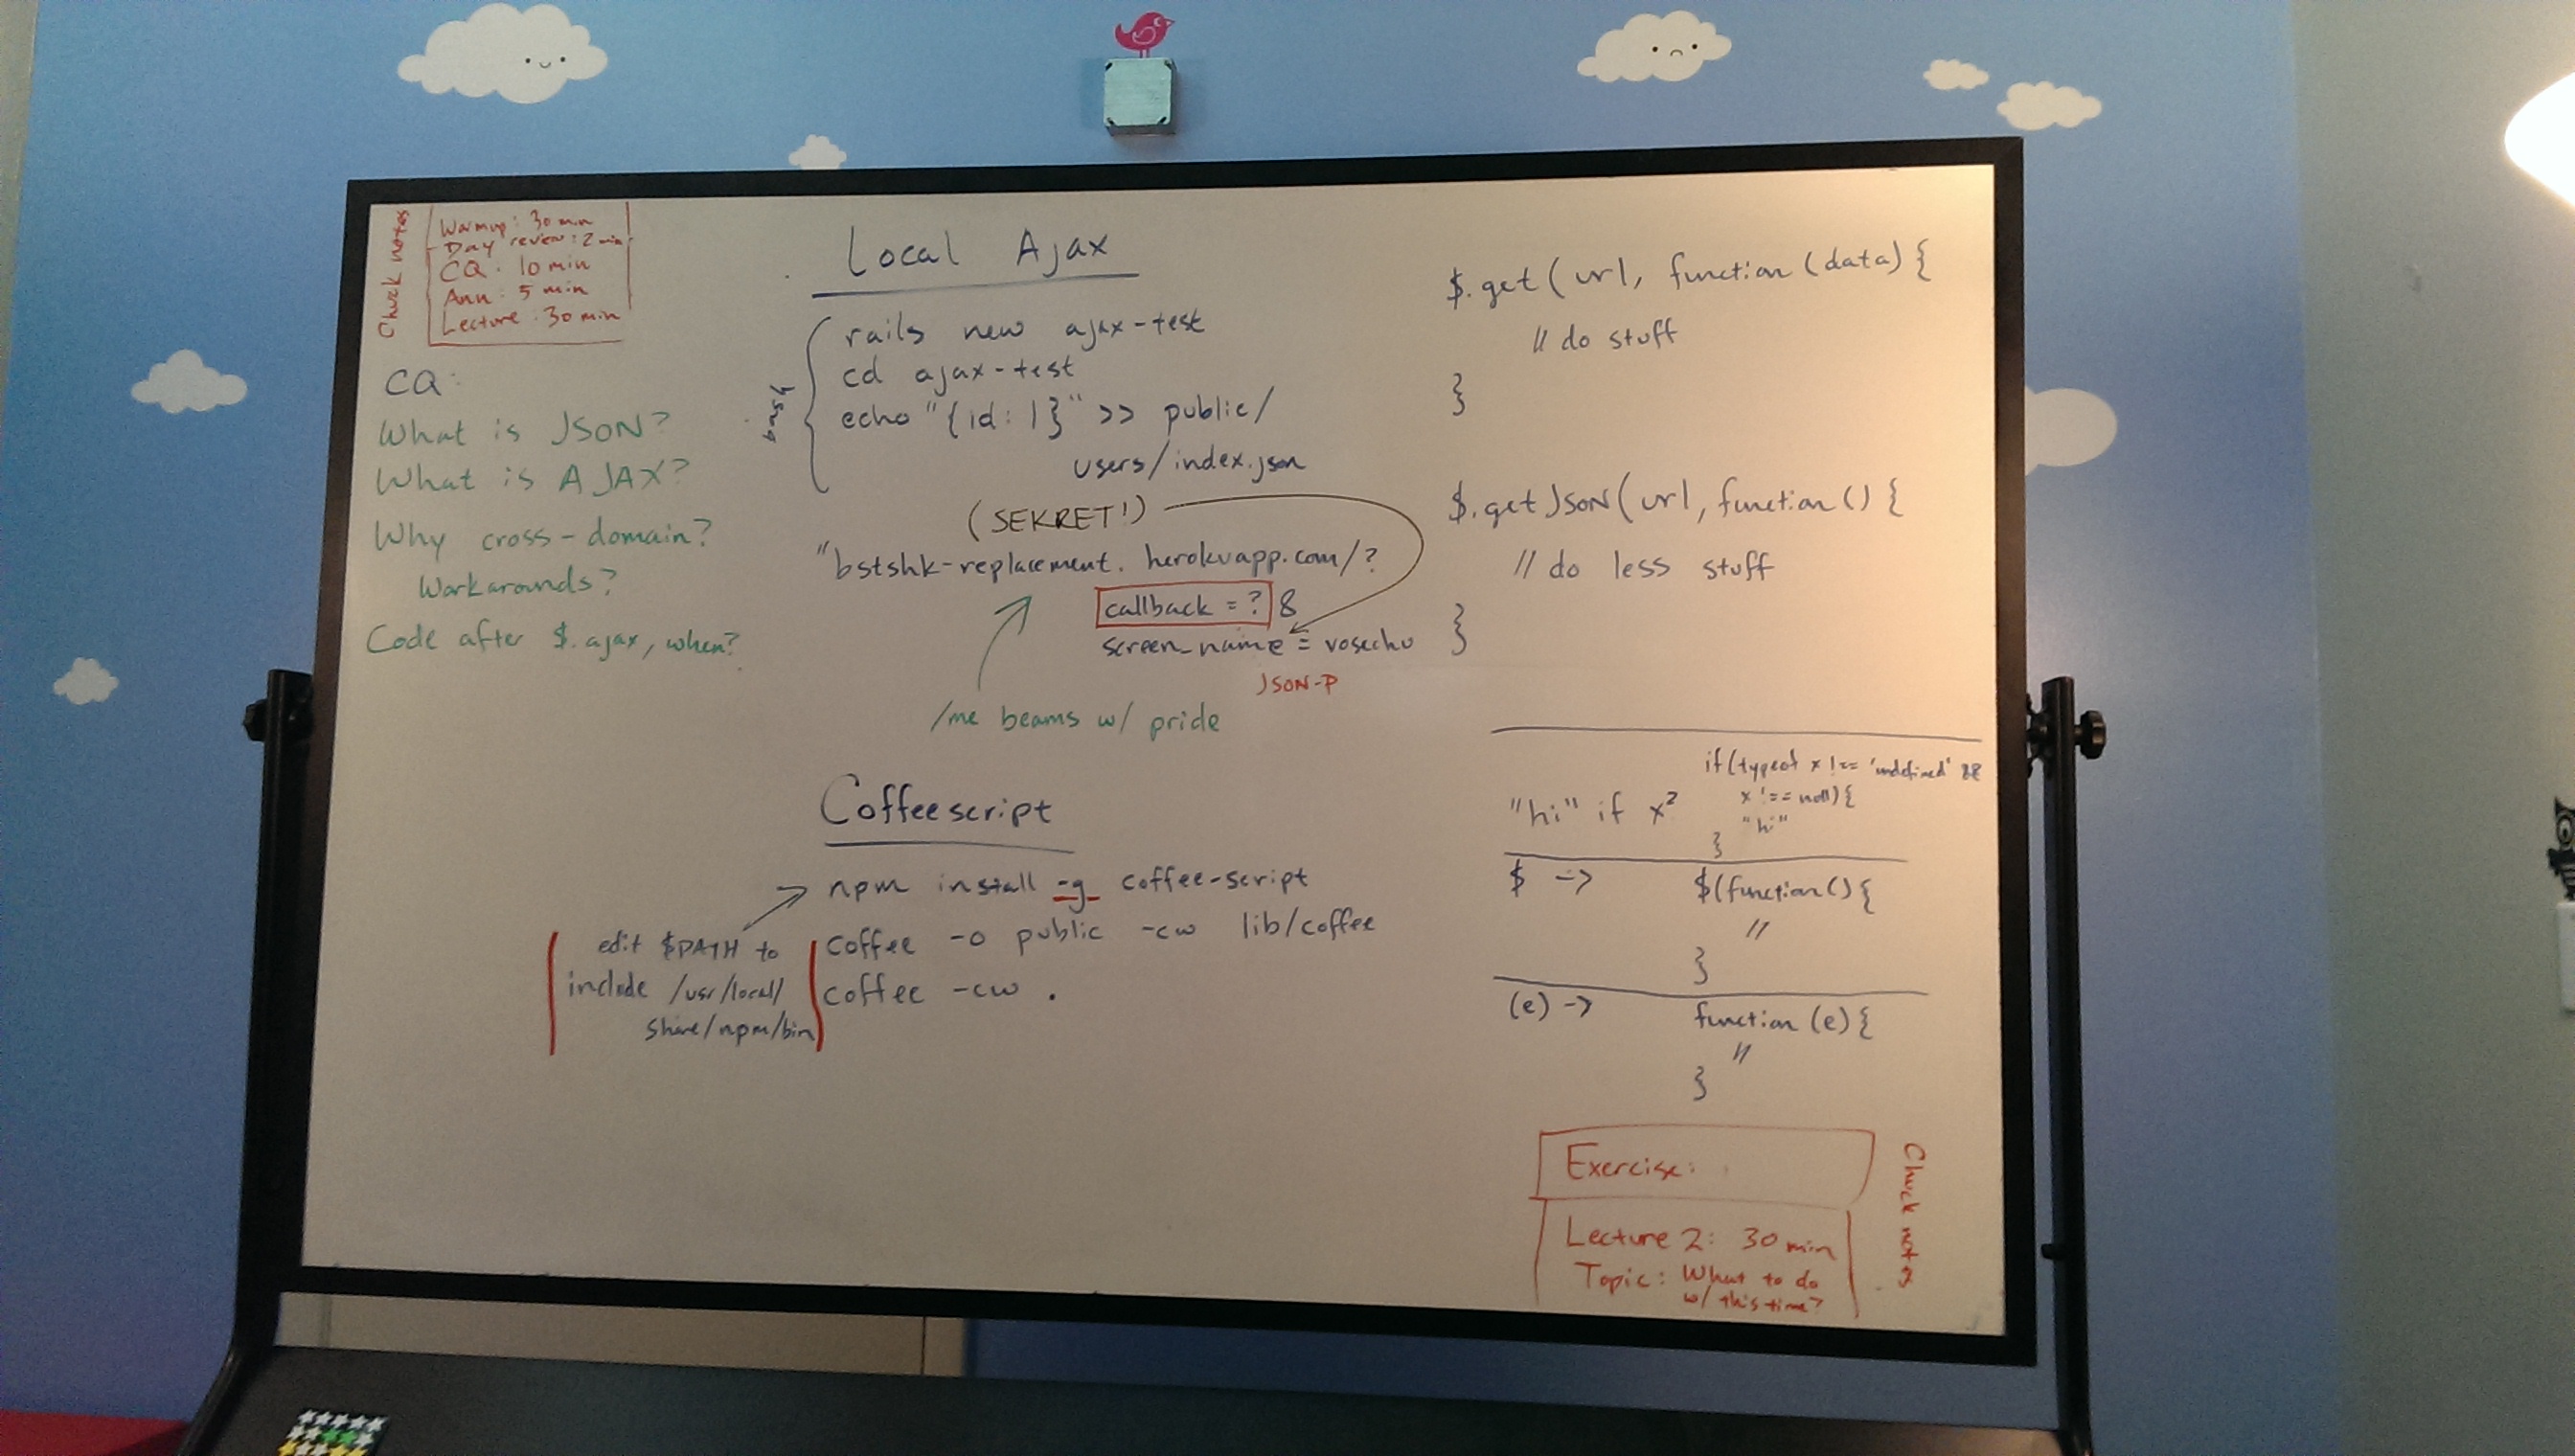 Chuck notes
Warmup: 30 min
Day review: 2 min
CQ: 10 min
Ann: 5 min
Lecture: 30 min
CQ:
What is JSON?
What is AJAX?
Why cross-domain?
Workarounds?
Code after $.ajax, when?
Local Ajax
bash
rails new ajax-test
cd ajax-test
echo "{id: 1}" >> public/
users/index.json
(SEKRET!)
"bstshk-replacement.herokuapp.com/?
callback = ? &
screen_name = vosecho
JSON-P
/me beams w/ pride
Coffeescript
npm install -g coffee-script
coffee -o public -cw lib/coffee
coffee -cw .
edit $PATH to
include /usr/local/
share/npm/bin
$.get(url, function(data){
// do stuff
}
$.getJSON(url, function(){
// do less stuff
}
"hi" if x?
if(typeof x !== 'undefined' &&
x !== null){
"hi"
}
$ ->
$(function(){
//
}
(e) ->
function (e){
//
}
Exercise:
Lecture 2: 30 min
Topic: What to do
w/ this time?
Chuck notes